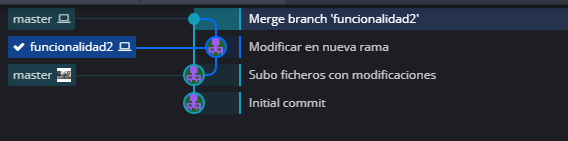 master Merge branch 'funcionalidad2'
funcionalidad2 Modificar en nueva rama
master Subo ficheros con modificaciones
Initial commit